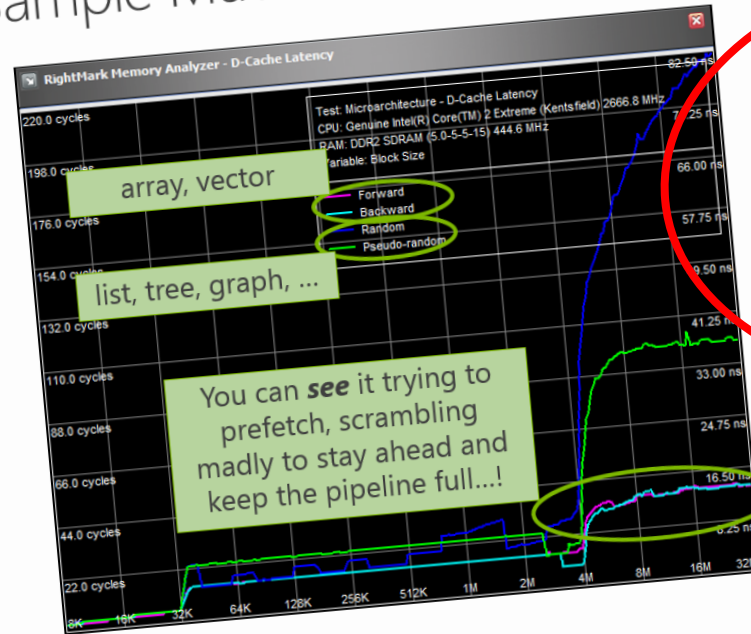 RightMark Memory Analyzer - D-Cache Latency
220.0 cycles
198.0 cycles
176.0 cycles
154.0 cycles
132.0 cycles
110.0 cycles
88.0 cycles
66.0 cycles
44.0 cycles
22.0 cycles
Test: Microarchitecture - D-Cache Latency
CPU: Genuine Intel(R) Core(TM) 2 Extreme (Kentsfield) 2666.8 MHz
RAM: DDR2 SDRAM (5.0-5-5-15) 444.6 MHz
Variable: Block Size
Forward
Backward
Random
Pseudo-random
array, vector
list, tree, graph, ...
You can see it trying to
prefetch, scrambling
madly to stay ahead and
keep the pipeline full...!
82.50 ns
66.00 ns
57.75 ns
41.25 ns
33.00 ns
24.75 ns
16.50 ns
8K 16K 32K 64K 128K 256K 512K 1M 2M 4M 8M 16M